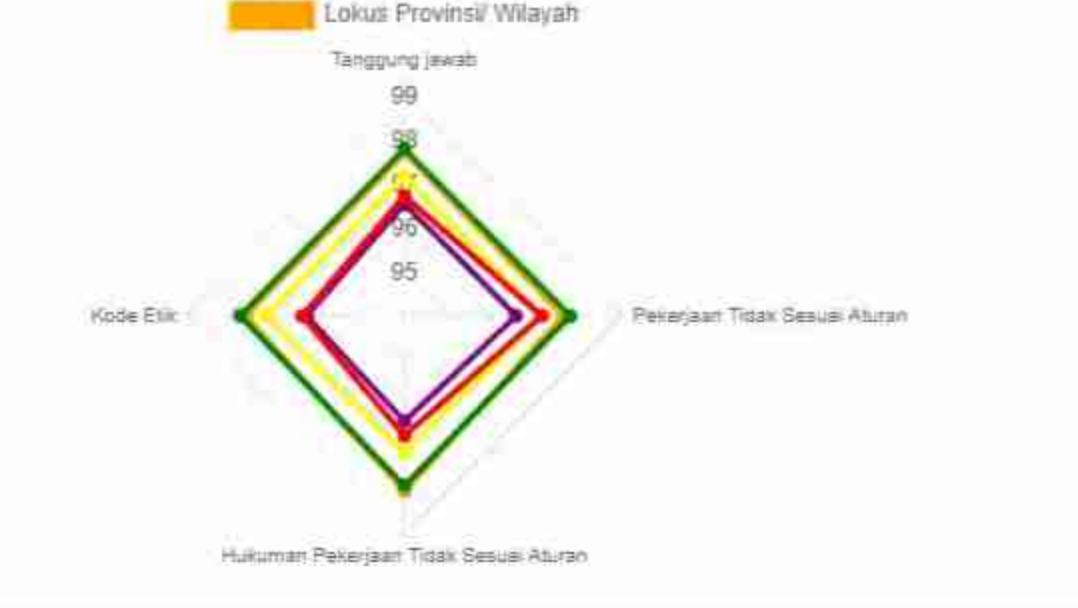 Lokus Provinsi/ Wilayah
Tanggung jawab
99
98
97
96
95
Kode Etik
Pekerjaan Tidak Sesuai Aturan
Hukuman Pekerjaan Tidak Sesuai Aturan